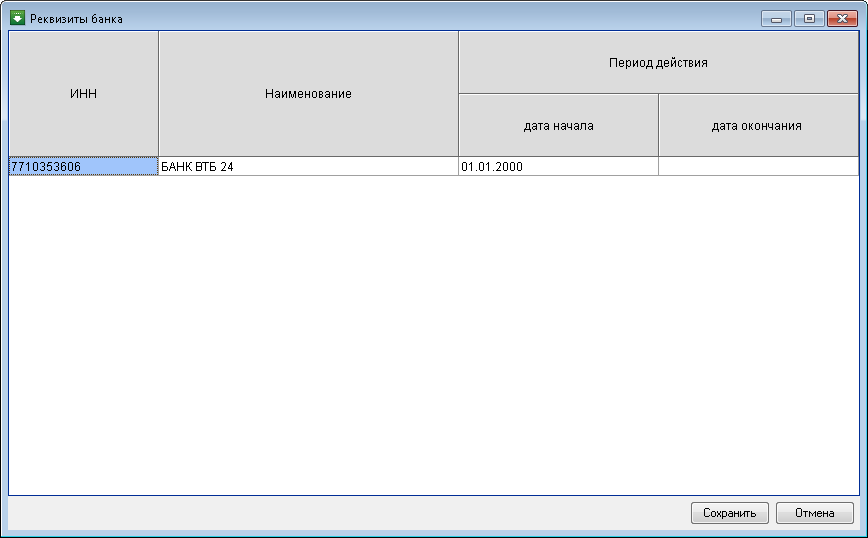 Реквизиты банка
ИНН
Наименование
Период действия
дата начала
дата окончания
7710353606
БАНК ВТБ 24
01.01.2000
Сохранить
Отмена